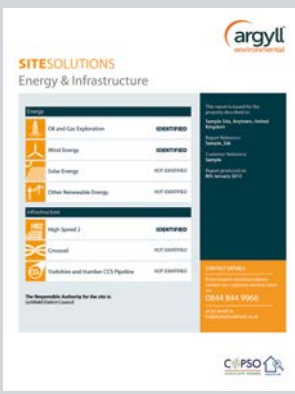 argyll
environmental
SITESOLUTIONS
Energy & Infrastructure
Energy
Oil and Gas Exploration IDENTIFIED
Wind Energy IDENTIFIED
Solar Energy NOT IDENTIFIED
Other Renewable Energy NOT IDENTIFIED
Infrastructure
HS2 High Speed 2 IDENTIFIED
Crossrail NOT IDENTIFIED
CO2 Yorkshire and Humber CCS Pipeline NOT IDENTIFIED
The Responsible Authority for the site is:
Lichfield District Council
This report is issued for the
property described as:
Sample Site, Anytown, United
Kingdom
Report Reference
Sample_EI
Customer Reference
Sample
Report produced on
8th January 2013
CONTACT DETAILS
0844 844 9966
COPSO